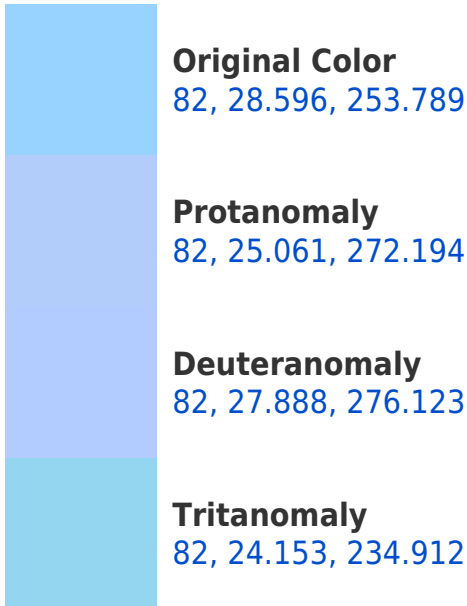 Original Color
82, 28.596, 253.789
Protanomaly
82, 25.061, 272.194
Deuteranomaly
82, 27.888, 276.123
Tritanomaly
82, 24.153, 234.912